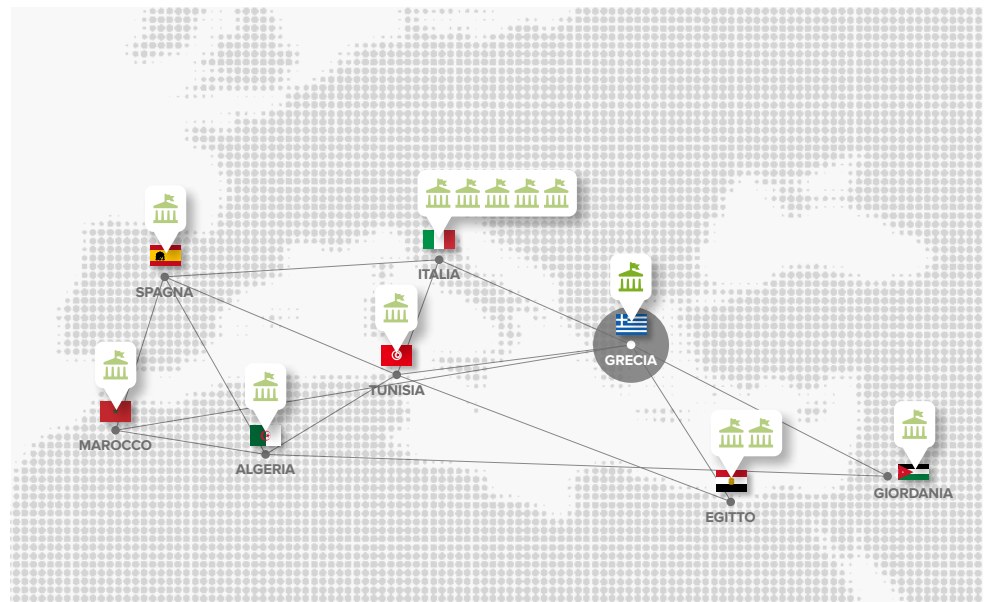 ITALIA
SPAGNA
GRECIA
TUNISIA
MAROCCO
ALGERIA
GIORDANIA
EGITTO